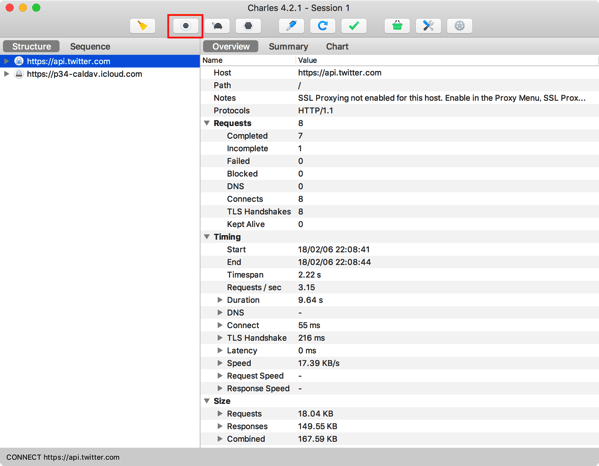 Charles 4.2.1 - Session 1
Structure Sequence
https://api.twitter.com
https://p34-caldav.icloud.com
Overview Summary Chart
Name Value
Host https://api.twitter.com
Path /
Notes SSL Proxying not enabled for this host. Enable in the Proxy Menu, SSL Prox...
Protocols HTTP/1.1
Requests 8
Completed 7
Incomplete 1
Failed 0
Blocked 0
DNS 0
Connects 8
TLS Handshakes 8
Kept Alive 0
Timing
Start 18/02/06 22:08:41
End 18/02/06 22:08:44
Timespan 2.22 s
Requests / sec 3.15
Duration 9.64 s
DNS -
Connect 55 ms
TLS Handshake 216 ms
Latency 0 ms
Speed 17.39 KB/s
Request Speed -
Response Speed -
Size
Requests 18.04 KB
Responses 149.55 KB
Combined 167.59 KB
CONNECT https://api.twitter.com